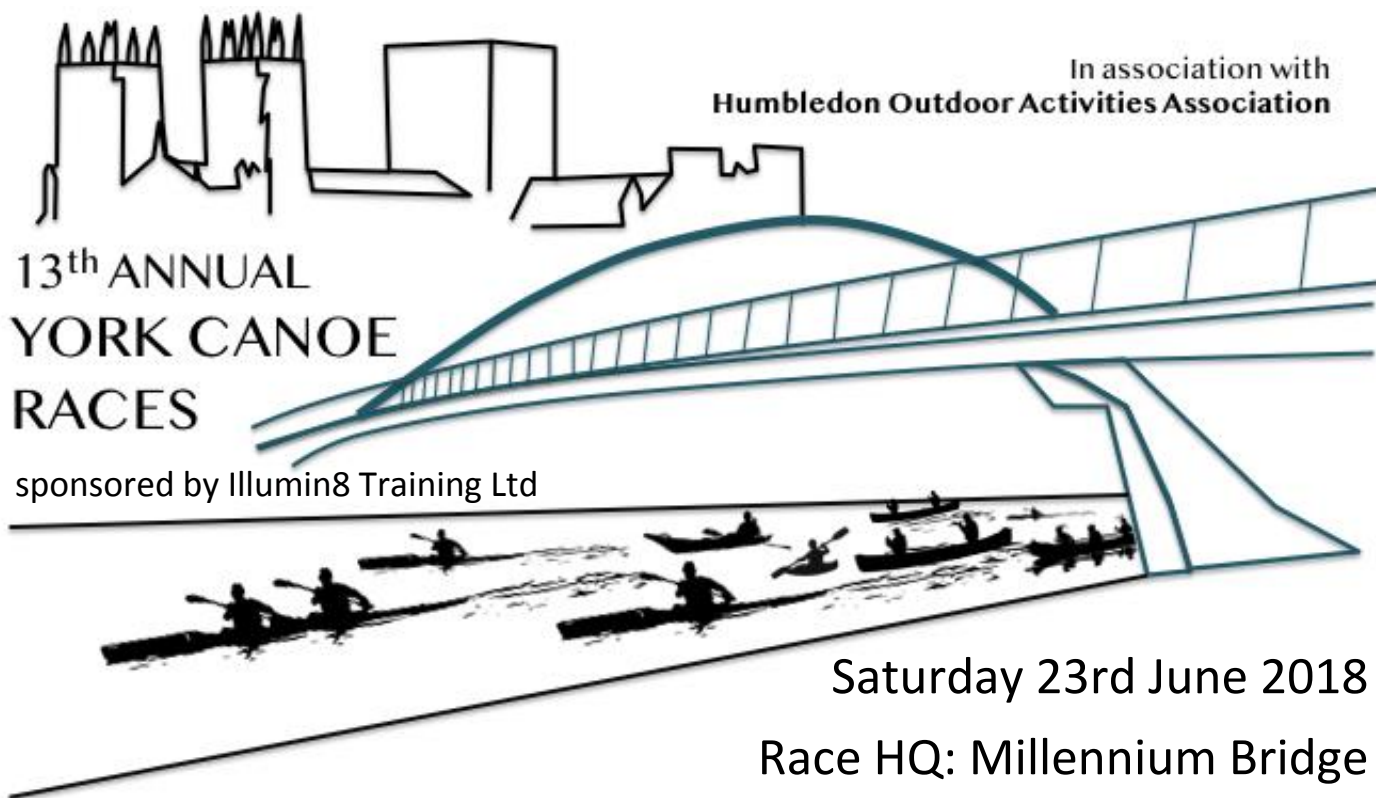 In association with
Humbledon Outdoor Activities Association
13th ANNUAL
YORK CANOE
RACES
sponsored by Illumin8 Training Ltd
Saturday 23rd June 2018
Race HQ: Millennium Bridge